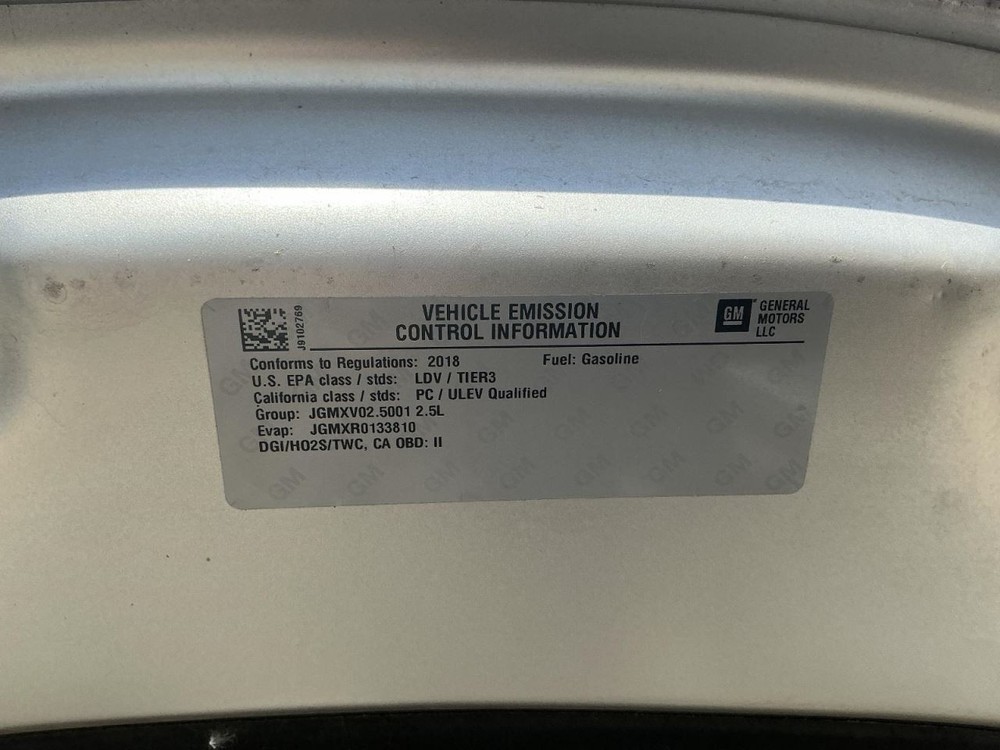 J9102769
VEHICLE EMISSION
CONTROL INFORMATION
GM
GENERAL
MOTORS
LLC
Conforms to Regulations: 2018 Fuel: Gasoline
U.S. EPA class / stds: LDV / TIER3
California class / stds: PC / ULEV Qualified
Group: JGMXV02.5001 2.5L
Evap: JGMXR0133810
DGI/HO2S/TWC, CA OBD: II